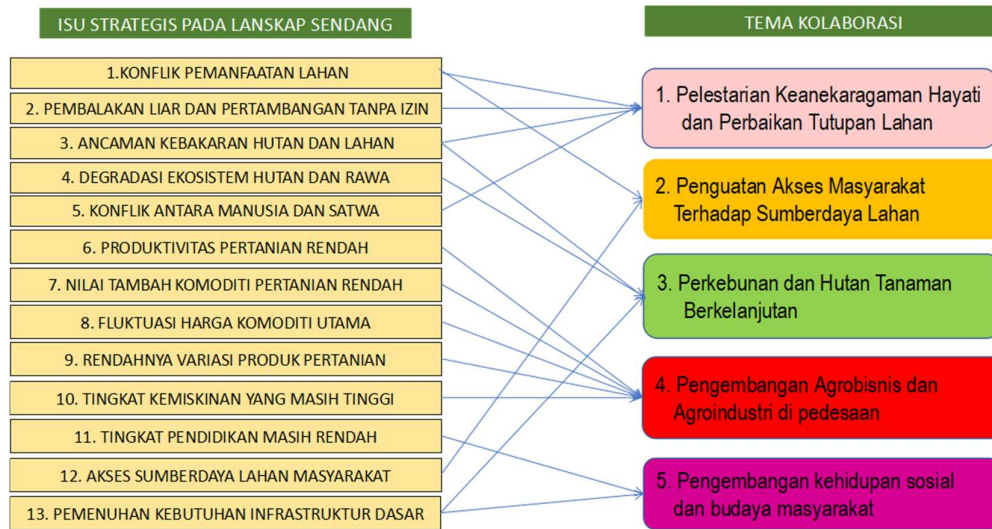 ISU STRATEGIS PADA LANSKAP SENDANG
1.KONFLIK PEMANFAATAN LAHAN
2. PEMBALAKAN LIAR DAN PERTAMBANGAN TANPA IZIN
3. ANCAMAN KEBAKARAN HUTAN DAN LAHAN
4. DEGRADASI EKOSISTEM HUTAN DAN RAWA
5. KONFLIK ANTARA MANUSIA DAN SATWA
6. PRODUKTIVITAS PERTANIAN RENDAH
7. NILAI TAMBAH KOMODITI PERTANIAN RENDAH
8. FLUKTUASI HARGA KOMODITI UTAMA
9. RENDAHNYA VARIASI PRODUK PERTANIAN
10. TINGKAT KEMISKINAN YANG MASIH TINGGI
11. TINGKAT PENDIDIKAN MASIH RENDAH
12. AKSES SUMBERDAYA LAHAN MASYARAKAT
13. PEMENUHAN KEBUTUHAN INFRASTRUKTUR DASAR
TEMA KOLABORASI
1. Pelestarian Keanekaragaman Hayati
dan Perbaikan Tutupan Lahan
2. Penguatan Akses Masyarakat
Terhadap Sumberdaya Lahan
3. Perkebunan dan Hutan Tanaman
Berkelanjutan
4. Pengembangan Agrobisnis dan
Agroindustri di pedesaan
5. Pengembangan kehidupan sosial
dan budaya masyarakat